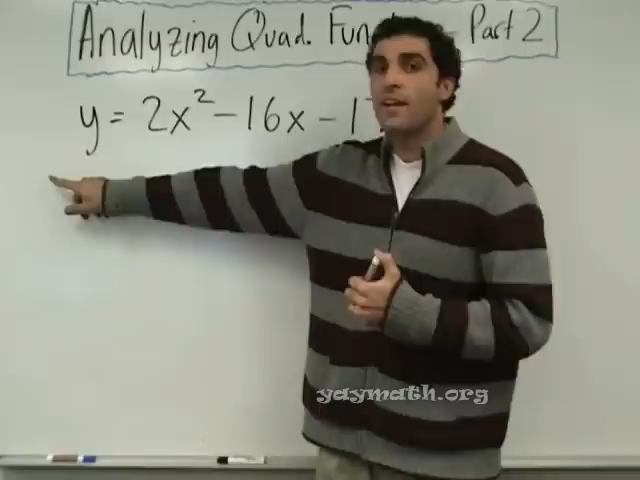 Analyzing Quad. Fun Part 2
y = 2x² - 16x - 1
yaymath.org